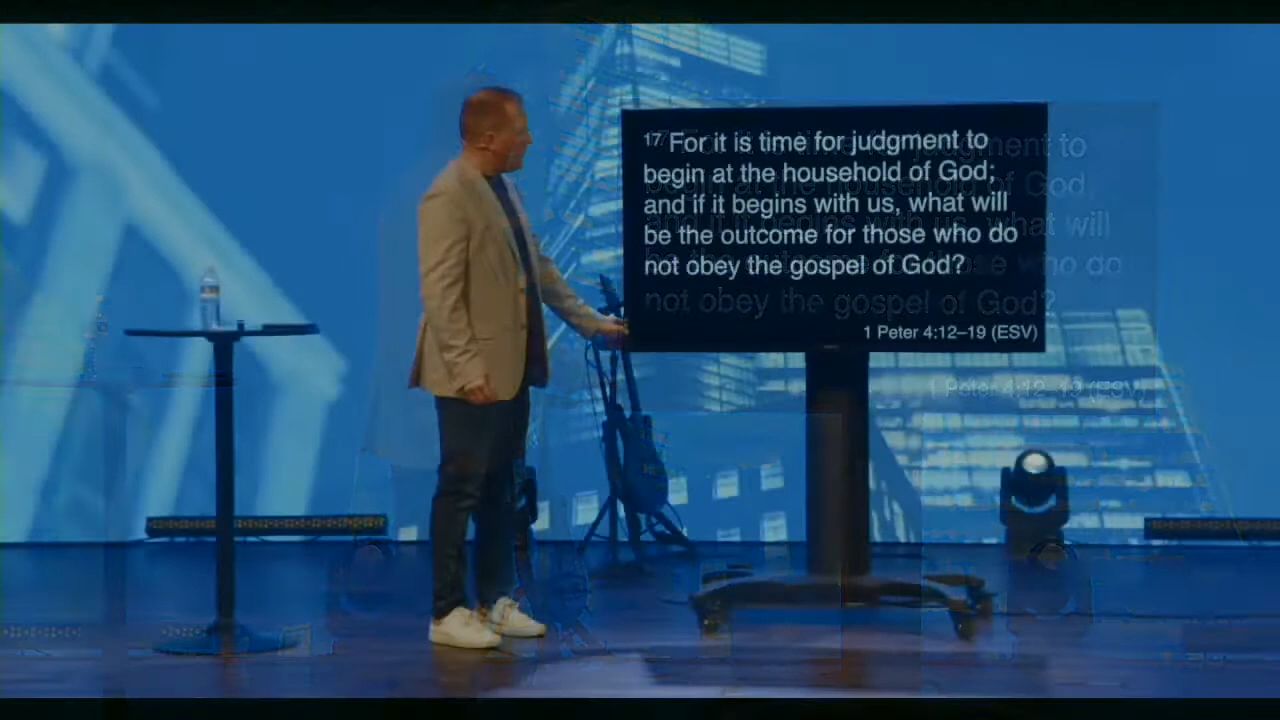 17 For it is time for judgment to
begin at the household of God;
and if it begins with us, what will
be the outcome for those who do
not obey the gospel of God?
1 Peter 4:12–19 (ESV)